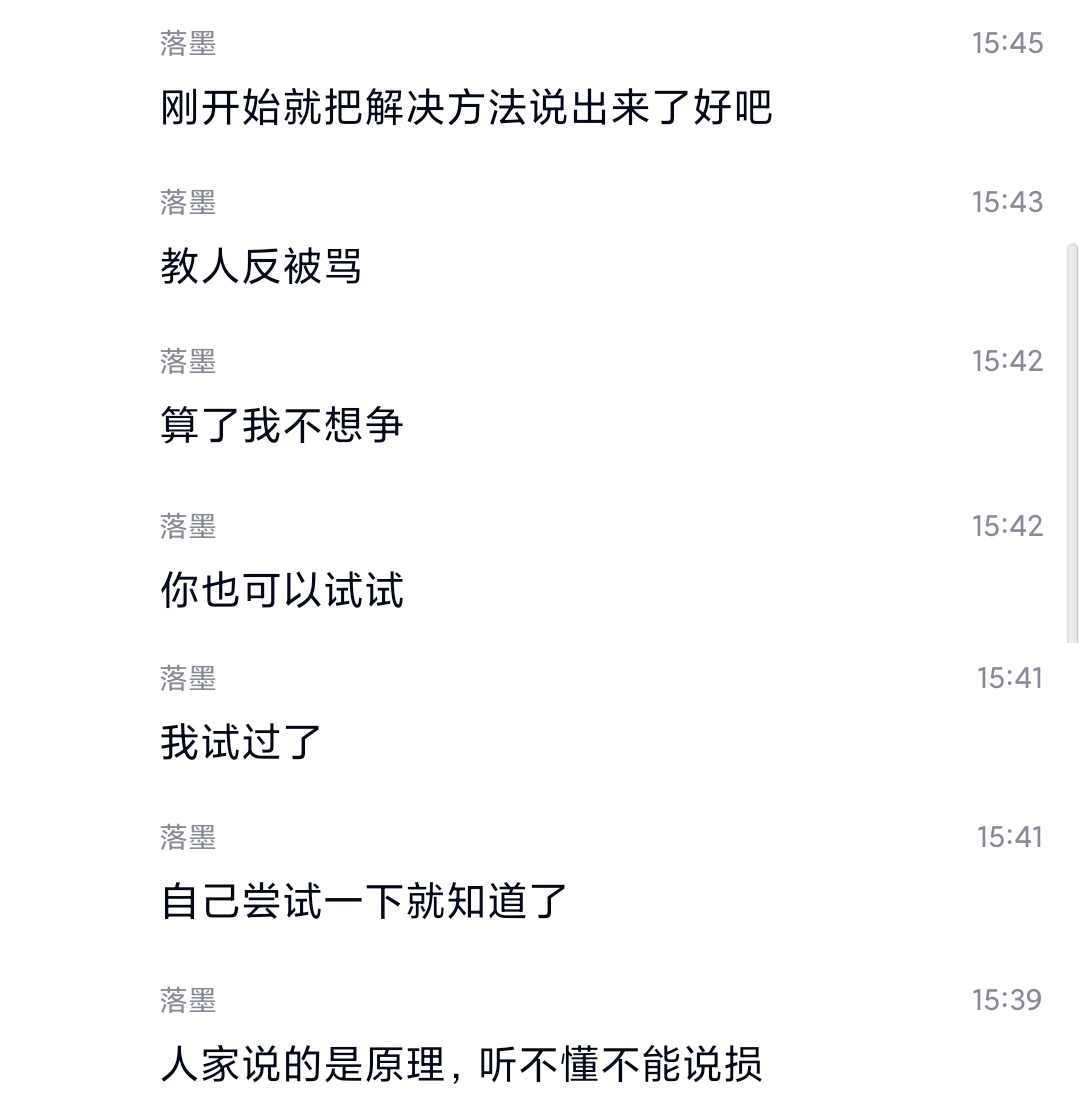 落墨 15:45
刚开始就把解决方法说出来了好吧
落墨 15:43
教人反被骂
落墨 15:42
算了我不想争
落墨 15:42
你也可以试试
落墨 15:41
我试过了
落墨 15:41
自己尝试一下就知道了
落墨 15:39
人家说的是原理，听不懂不能说损